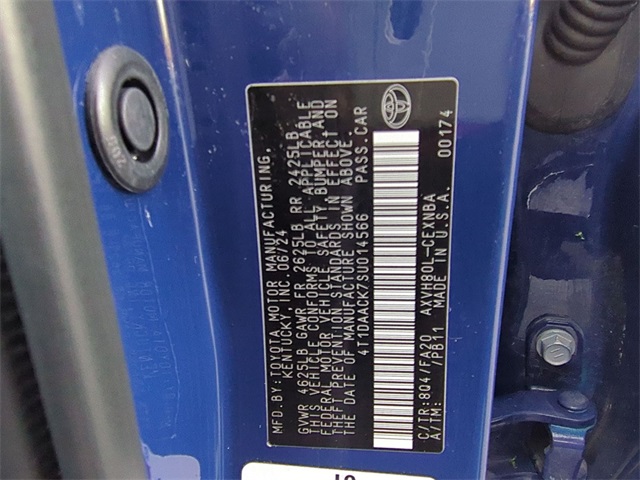 MFD.BY:TOYOTA MOTOR MANUFACTURING,
KENTUCKY, INC. 06/24
GVWR 4625LB GAWR FR 2625LB RR 2425LB
THIS VEHICLE CONFORMS TO ALL APPLICABLE
FEDERAL MOTOR VEHICLE SAFETY BUMPER AND
THEFT PREVENTION STANDARDS IN EFFECT ON
THE DATE OF MANUFACTURE SHOWN ABOVE.
4T1DAACK7SU014566 PASS.CAR
C/TR:8Q4/FA20 AXVH80L-CEXNBA
A/TM: /PB11 MADE IN U.S.A. 00174